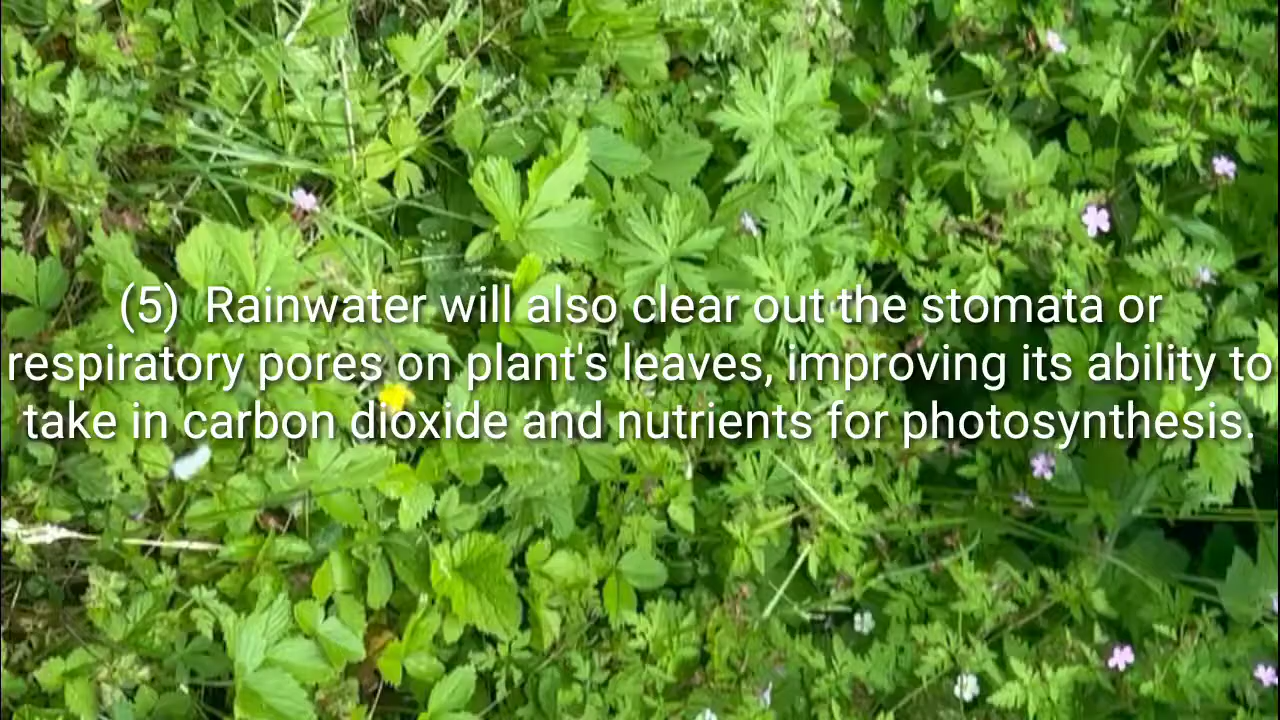 (5) Rainwater will also clear out the stomata or
respiratory pores on plant's leaves, improving its ability to
take in carbon dioxide and nutrients for photosynthesis.